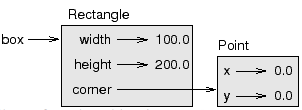 Rectangle
box width 100.0
Point
height 200.0
x 0.0
corner
y 0.0